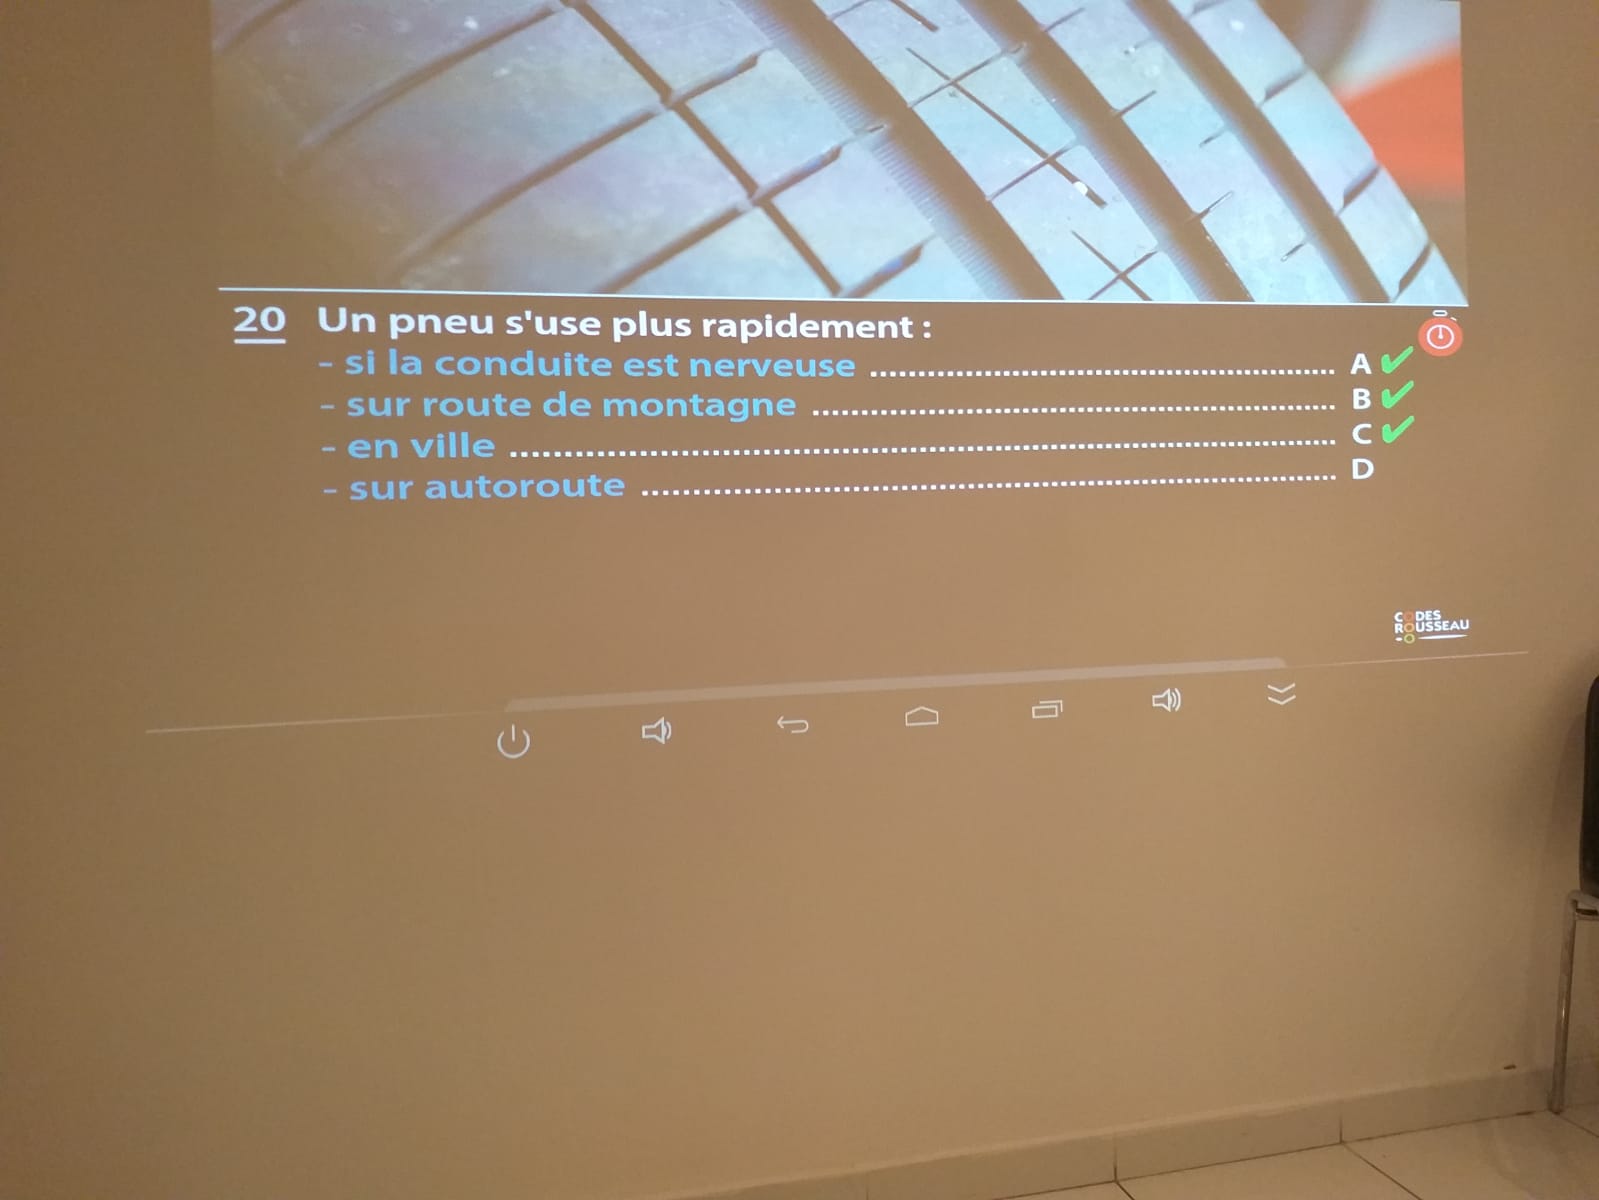 20 Un pneu s'use plus rapidement :
- si la conduite est nerveuse ........................................ A
- sur route de montagne ........................................ B
- en ville ........................................ C
- sur autoroute ........................................ D
CODES
ROUSSEAU